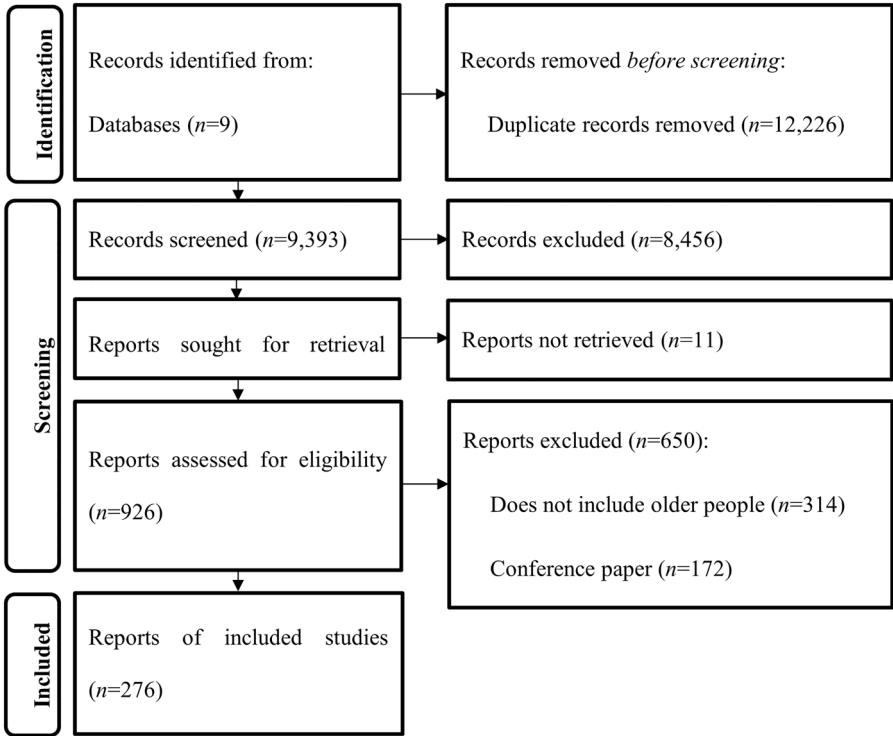 Identification
Records identified from:
Databases (n=9)
Records removed before screening:
Duplicate records removed (n=12,226)
Screening
Records screened (n=9,393)
Records excluded (n=8,456)
Reports sought for retrieval
Reports not retrieved (n=11)
Reports assessed for eligibility
(n=926)
Reports excluded (n=650):
Does not include older people (n=314)
Conference paper (n=172)
Included
Reports of included studies
(n=276)